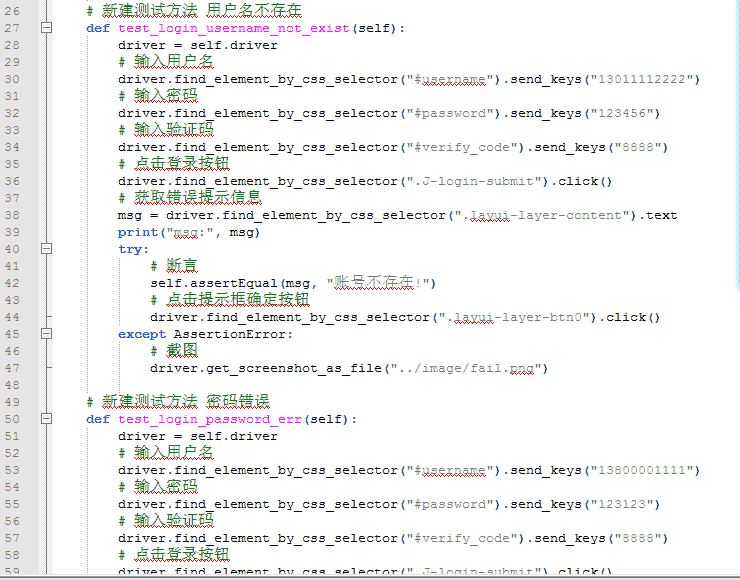 26 # 新建测试方法 用户名不存在
27 def test_login_username_not_exist(self):
28 driver = self.driver
29 # 输入用户名
30 driver.find_element_by_css_selector("#username").send_keys("13011112222")
31 # 输入密码
32 driver.find_element_by_css_selector("#password").send_keys("123456")
33 # 输入验证码
34 driver.find_element_by_css_selector("#verify_code").send_keys("8888")
35 # 点击登录按钮
36 driver.find_element_by_css_selector(".J-login-submit").click()
37 # 获取错误提示信息
38 msg = driver.find_element_by_css_selector(".layui-layer-content").text
39 print("msg:", msg)
40 try:
41 # 断言
42 self.assertEqual(msg, "账号不存在!")
43 # 点击提示框确定按钮
44 driver.find_element_by_css_selector(".layui-layer-btn0").click()
45 except AssertionError:
46 # 截图
47 driver.get_screenshot_as_file("../image/fail.png")
48
49 # 新建测试方法 密码错误
50 def test_login_password_err(self):
51 driver = self.driver
52 # 输入用户名
53 driver.find_element_by_css_selector("#username").send_keys("13800001111")
54 # 输入密码
55 driver.find_element_by_css_selector("#password").send_keys("123123")
56 # 输入验证码
57 driver.find_element_by_css_selector("#verify_code").send_keys("8888")
58 # 点击登录按钮
59 driver.find_element_by_css_selector(".J-login-submit").click()